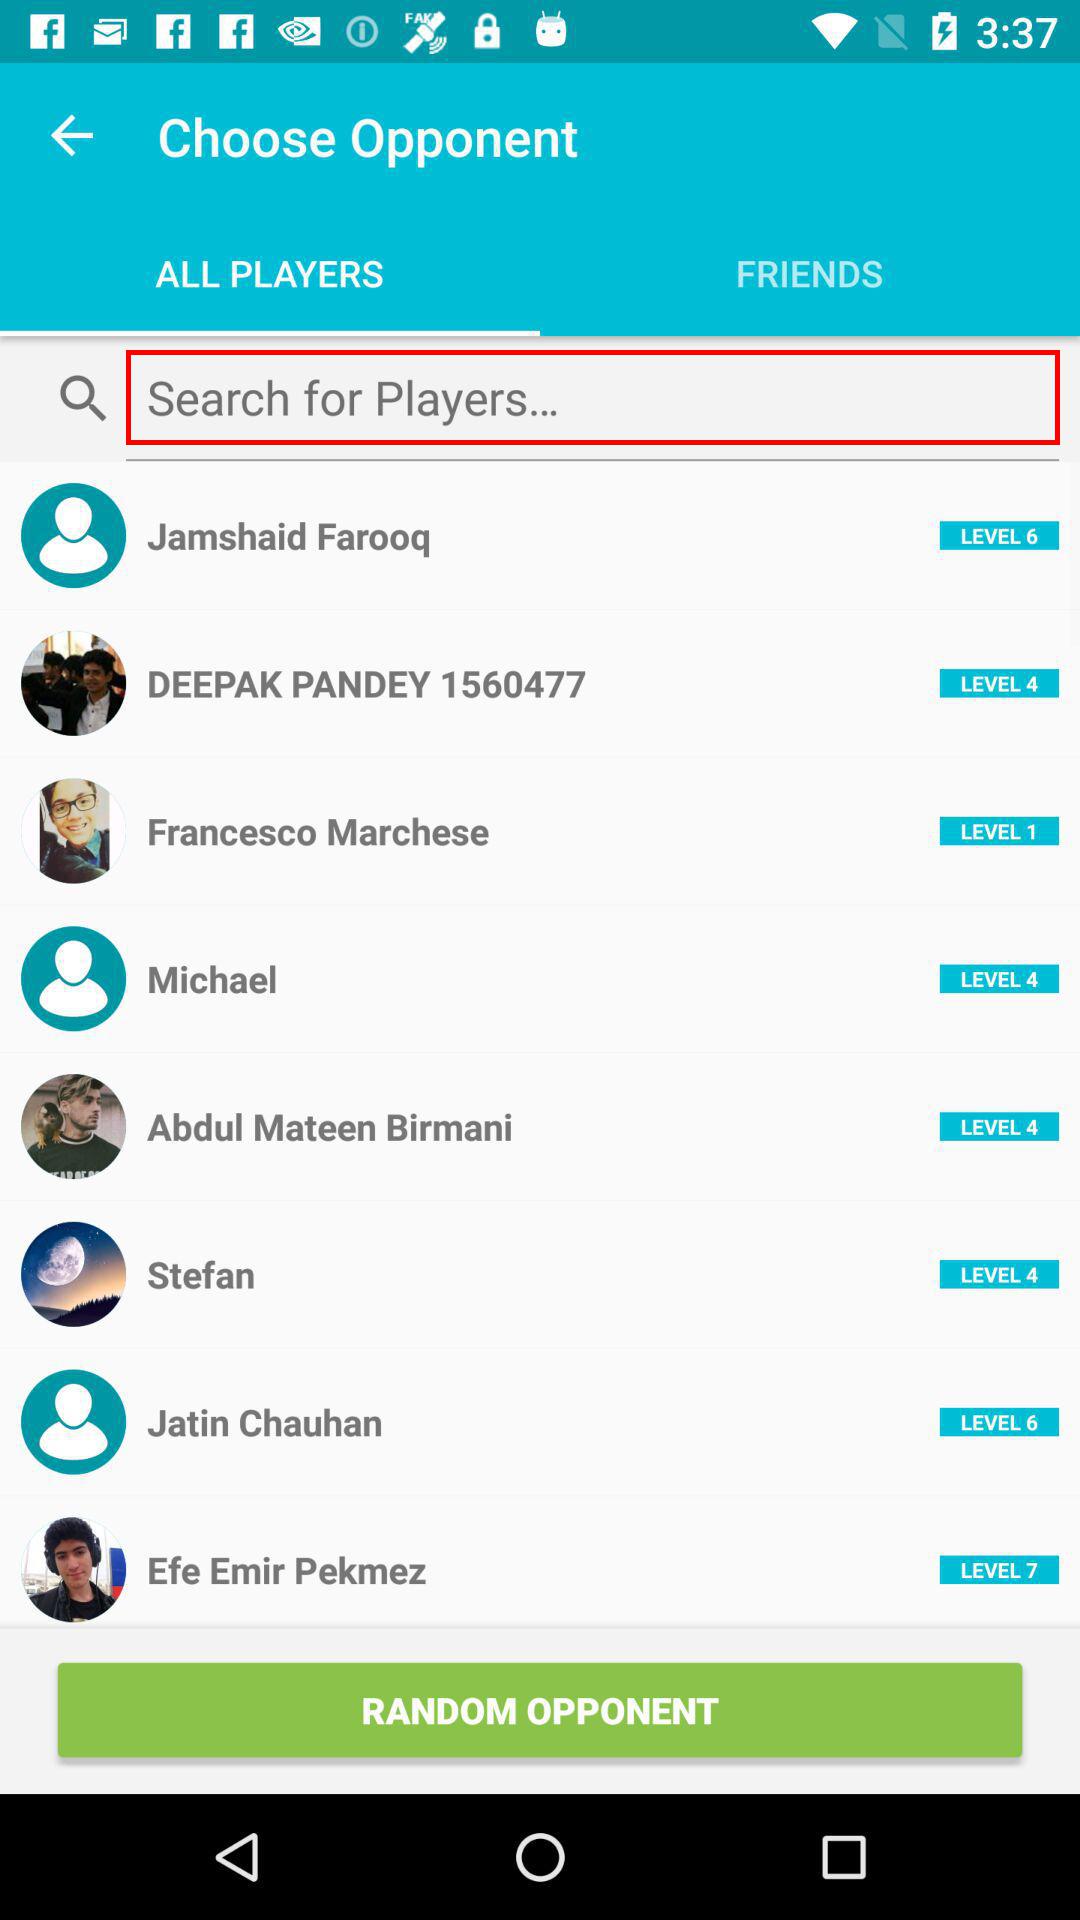 FAKE
3:37
Choose Opponent
ALL PLAYERS
FRIENDS
Search for Players...
Jamshaid Farooq
LEVEL 6
DEEPAK PANDEY 1560477
LEVEL 4
Francesco Marchese
LEVEL 1
Michael
LEVEL 4
Abdul Mateen Birmani
LEVEL 4
Stefan
LEVEL 4
Jatin Chauhan
LEVEL 6
Efe Emir Pekmez
LEVEL 7
RANDOM OPPONENT